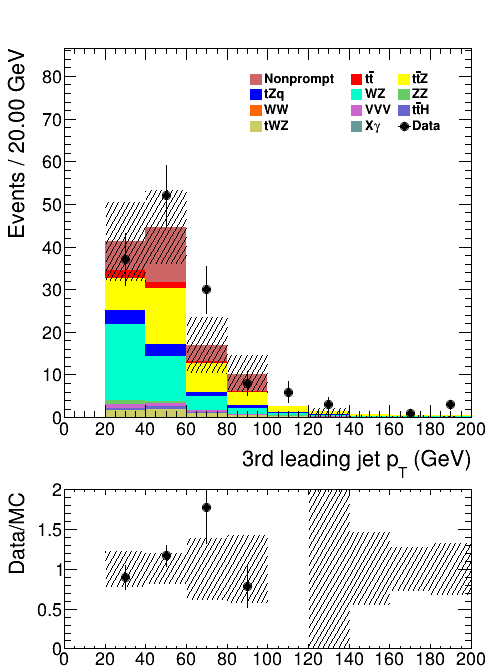 Events / 20.00 GeV
80
70
60
50
40
30
20
10
0
Nonprompt tt̄ tt̄Z
tZq WZ ZZ
WW VVV tt̄H
tWZ Xγ Data
0 20 40 60 80 100 120 140 160 180 200
3rd leading jet p_T (GeV)
Data/MC
2
1.5
1
0.5
0
0 20 40 60 80 100 120 140 160 180 200